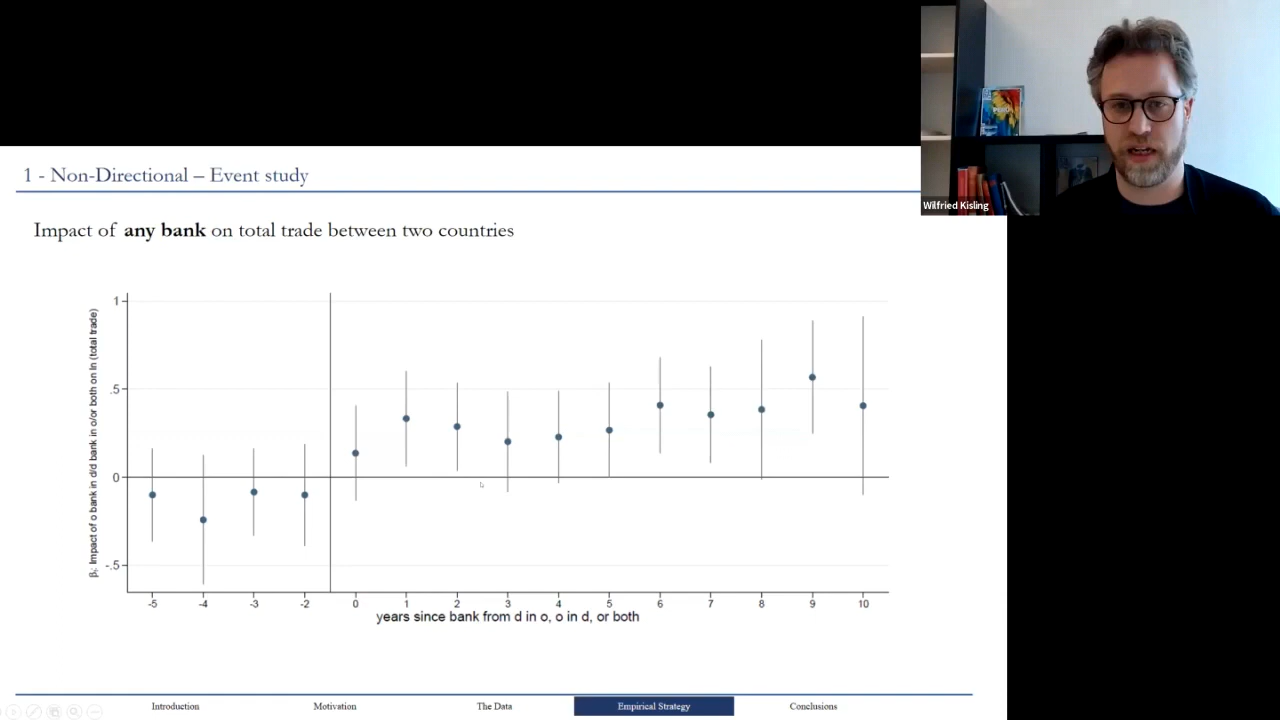 Wilfried Kisling
1 - Non-Directional – Event study
Impact of any bank on total trade between two countries
β: Impact of o bank in d/d bank in o/or both on ln (total trade)
1
.5
0
-.5
-5 -4 -3 -2 0 1 2 3 4 5 6 7 8 9 10
years since bank from d in o, o in d, or both
Introduction Motivation The Data Empirical Strategy Conclusions